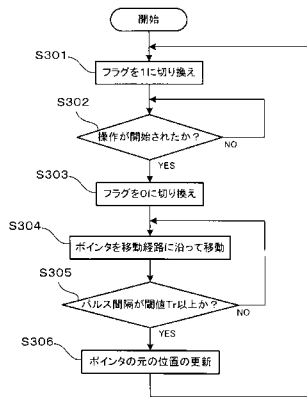 開始
S301
フラグを1に切り換え
S302
操作が開始されたか？
NO
YES
S303
フラグを0に切り換え
S304
ポインタを移動経路に沿って移動
S305
パルス間隔が閾値Tr以上か？
NO
YES
S306
ポインタの元の位置の更新